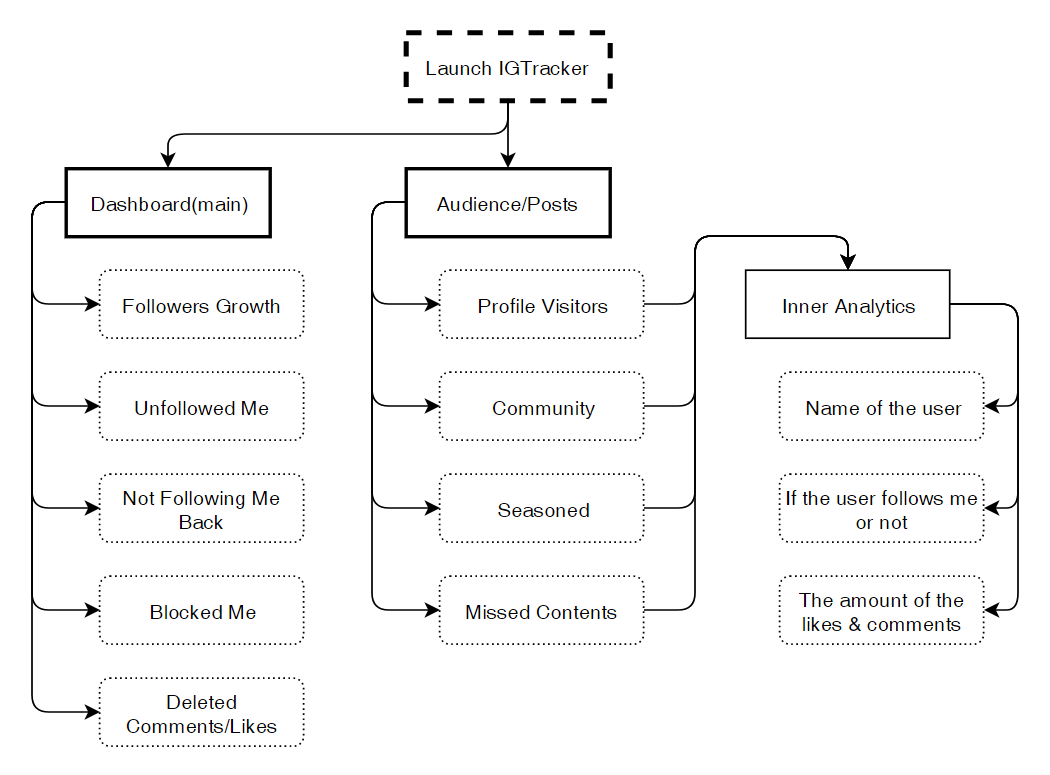 Launch IGTracker
Dashboard(main)
Followers Growth
Unfollowed Me
Not Following Me
Back
Blocked Me
Deleted
Comments/Likes
Audience/Posts
Profile Visitors
Community
Seasoned
Missed Contents
Inner Analytics
Name of the user
If the user follows me
or not
The amount of the
likes & comments